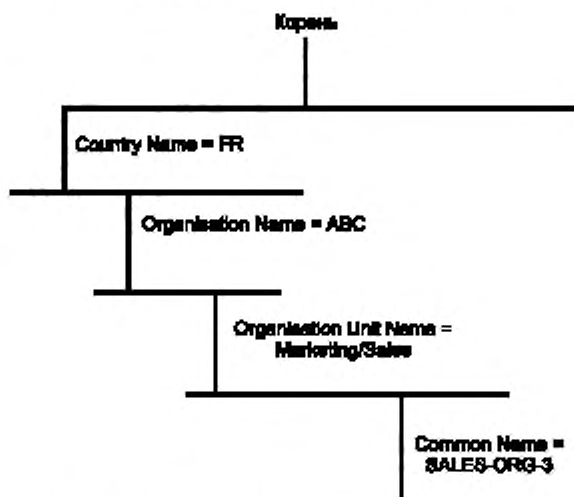 Корень
Country Name = FR
Organisation Name = ABC
Organisation Unit Name =
Marketing/Sales
Common Name =
SALES-ORG-3